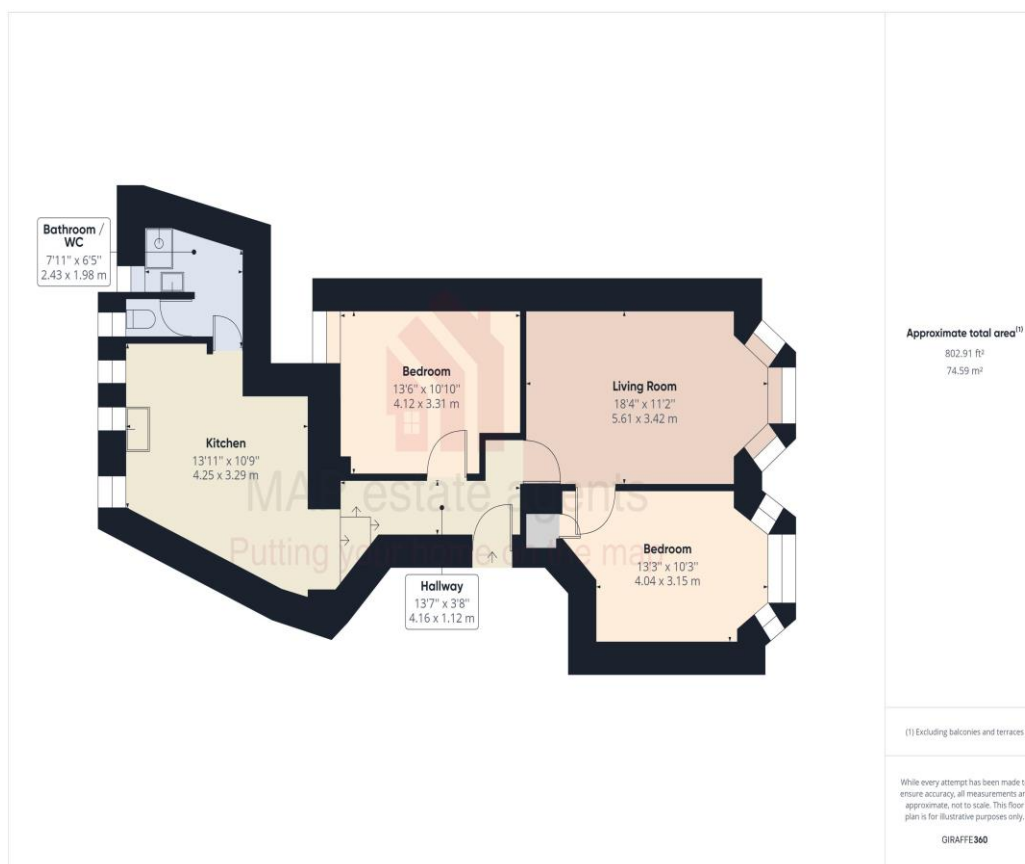 Bathroom /
WC
7'11" x 6'5"
2.43 x 1.98 m
Bedroom
13'6" x 10'10"
4.12 x 3.31 m
Living Room
18'4" x 11'2"
5.61 x 3.42 m
Kitchen
13'11" x 10'9"
4.25 x 3.29 m
MAP estate agents
Putting your home on the map
Bedroom
13'3" x 10'3"
4.04 x 3.15 m
Hallway
13'7" x 3'8"
4.16 x 1.12 m
Approximate total area(1)
802.91 ft²
74.59 m²
(1) Excluding balconies and terraces
While every attempt has been made t
ensure accuracy, all measurements ar
approximate, not to scale. This floor
plan is for illustrative purposes only.
GIRAFFE360